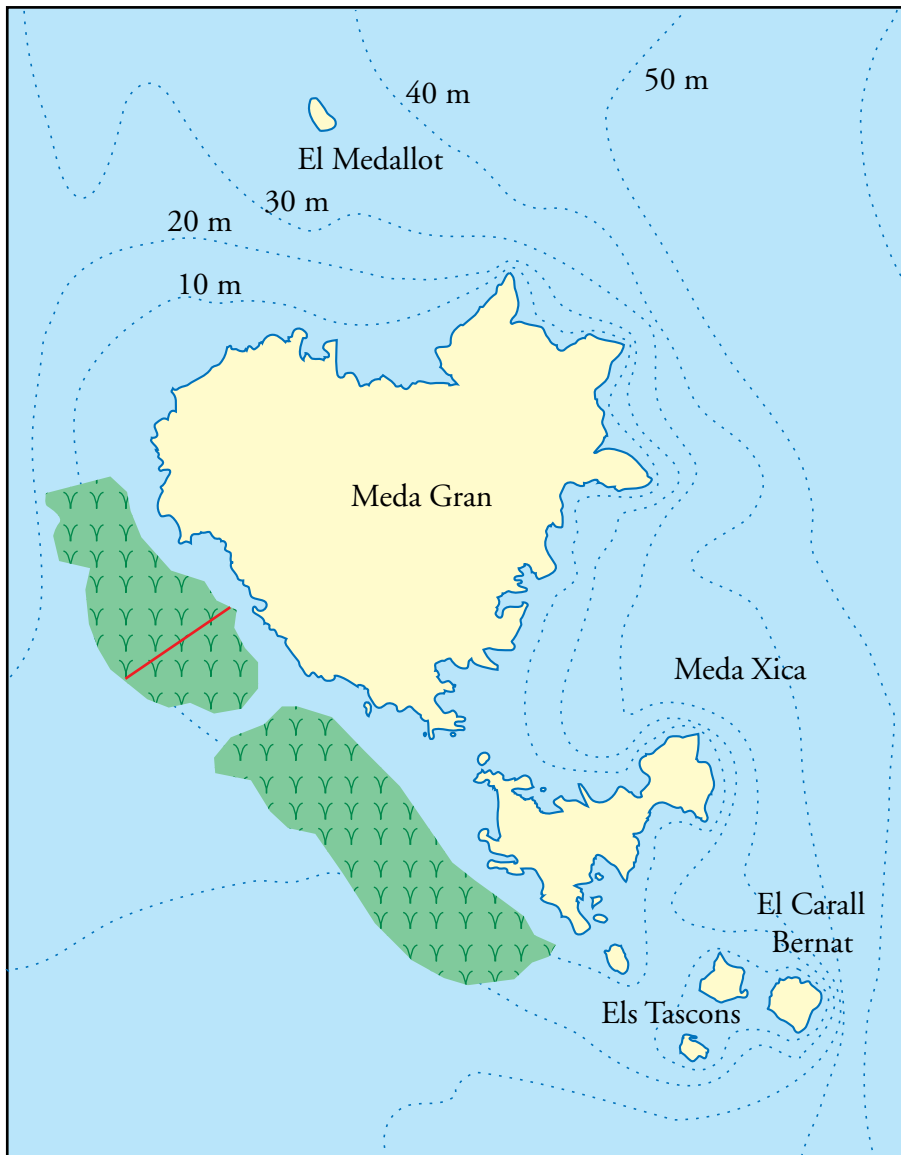 40 m
50 m
El Medallot
30 m
20 m
10 m
Meda Gran
Meda Xica
El Carall
Bernat
Els Tascons